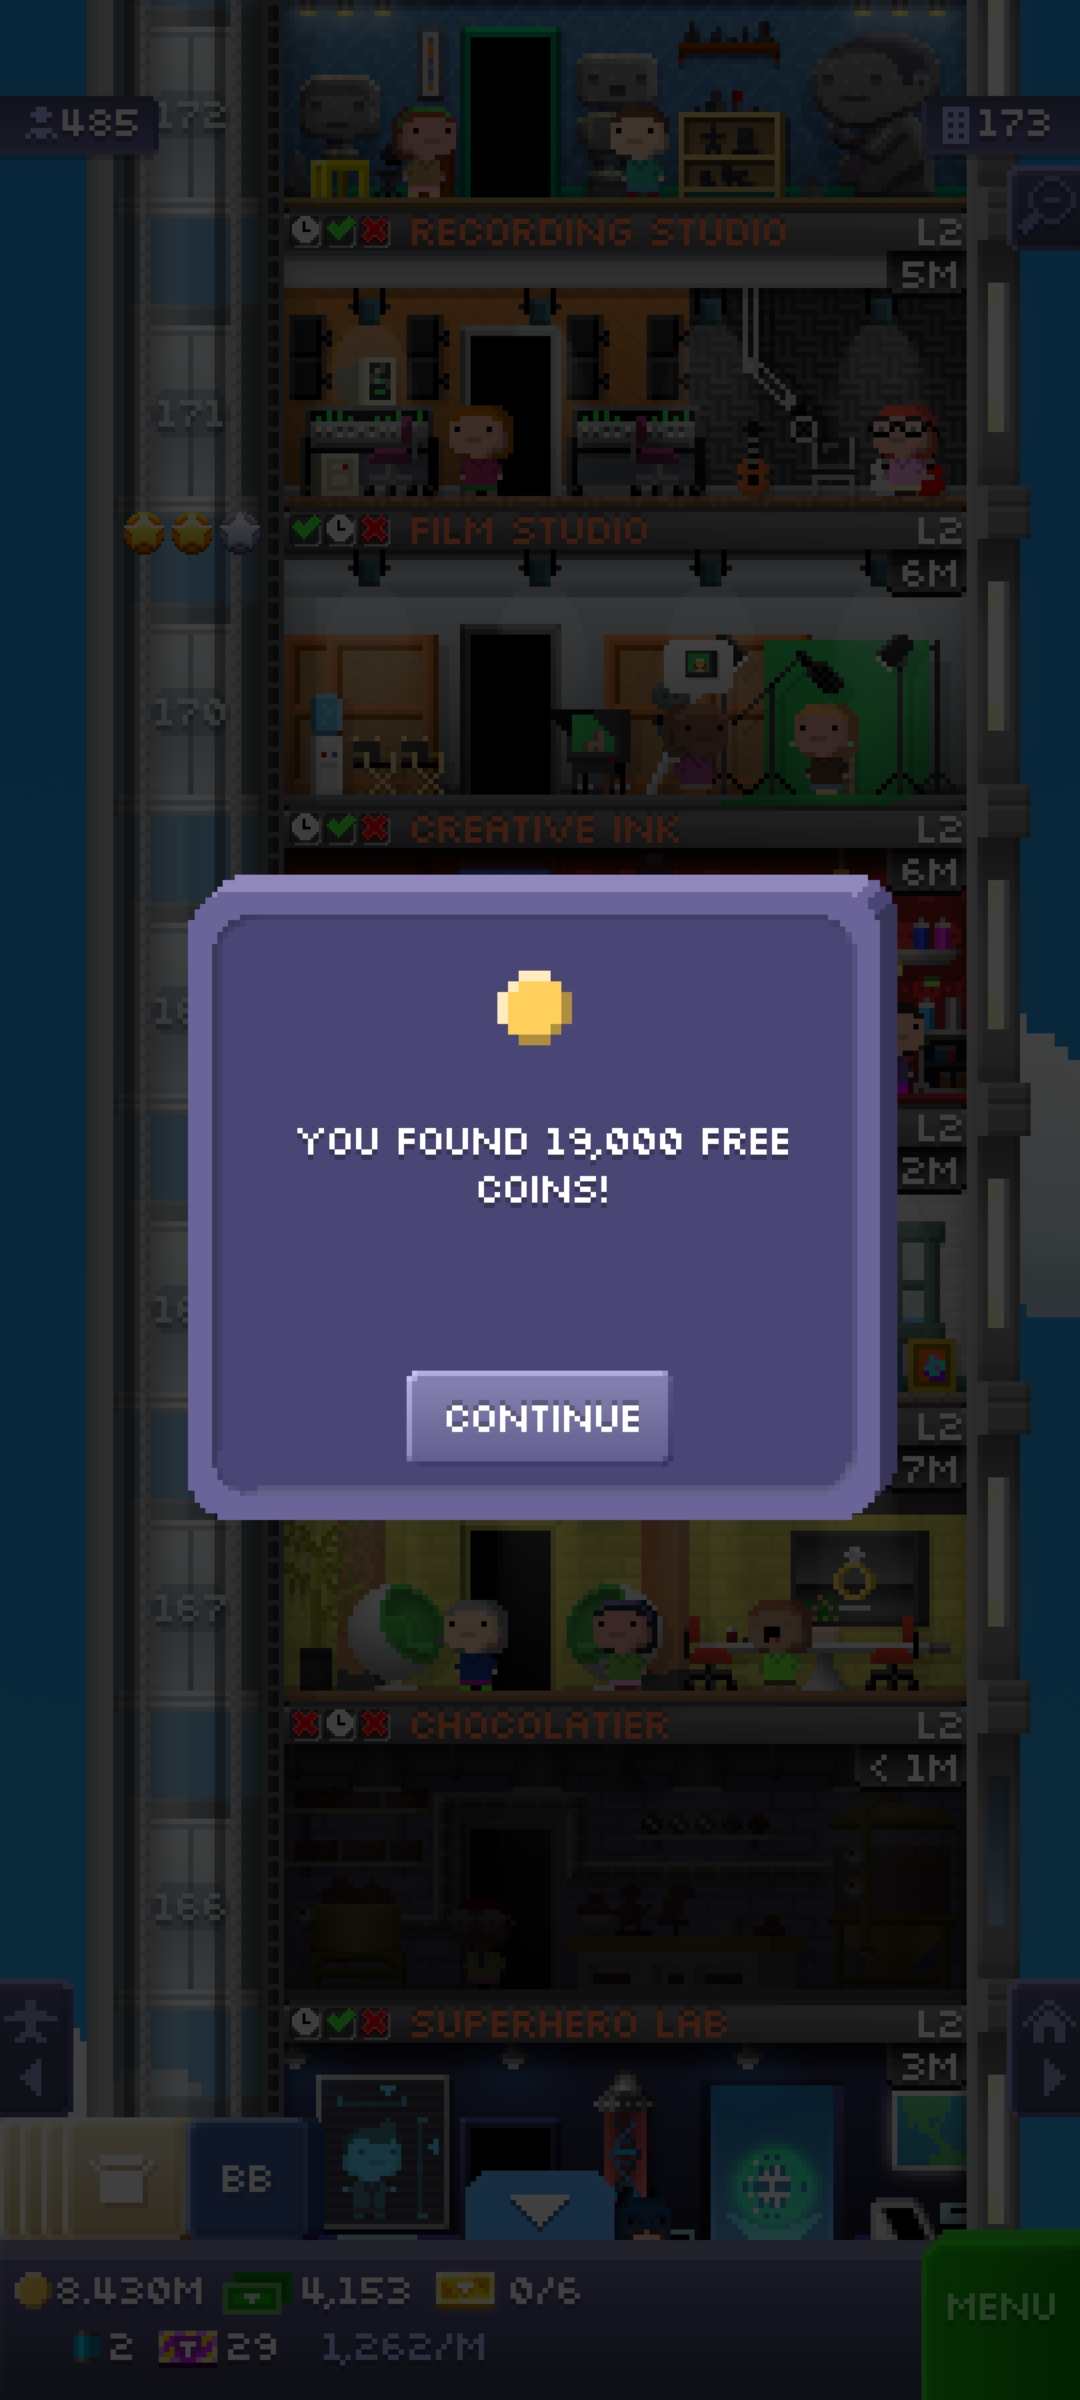 172
485
173
RECORDING STUDIO L2
5M
171
FILM STUDIO L2
6M
170
CREATIVE INK L2
6M
YOU FOUND 19,000 FREE
COINS!
L2
2M
CONTINUE
L2
7M
167
CHOCOLATIER L2
< 1M
166
SUPERHERO LAB L2
3M
BB
8.430M 4,153 0/6
MENU
2 29 1,262/M